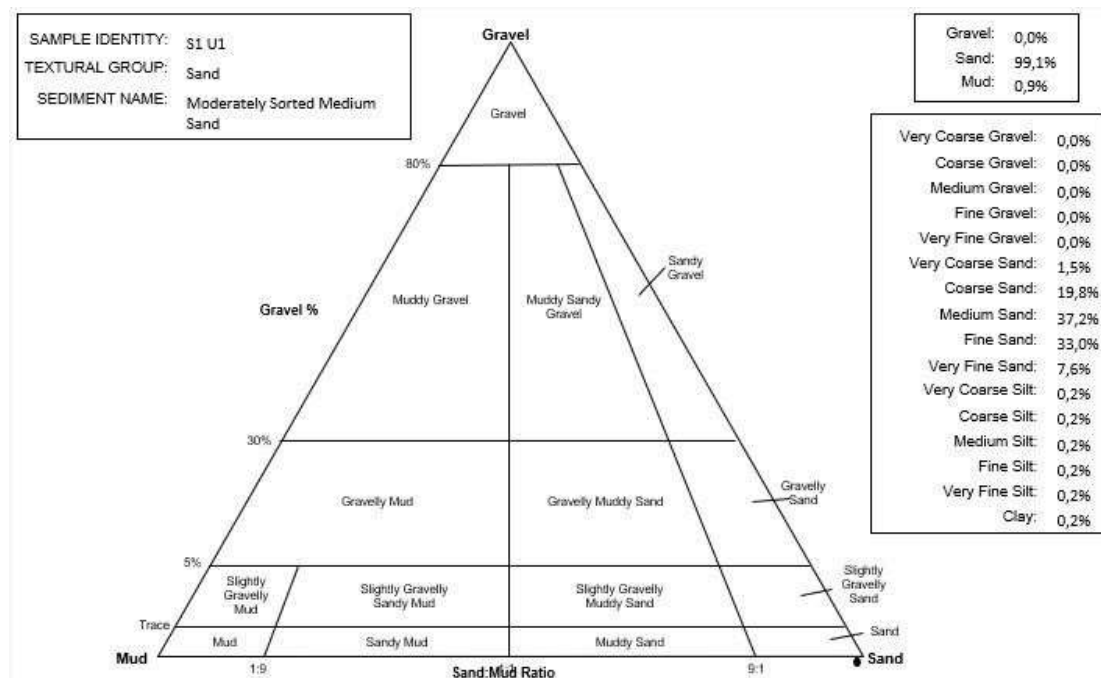 SAMPLE IDENTITY: S1 U1
TEXTURAL GROUP: Sand
SEDIMENT NAME: Moderately Sorted Medium
Sand
Gravel
Gravel: 0,0%
Sand: 99,1%
Mud: 0,9%
Very Coarse Gravel: 0,0%
Coarse Gravel: 0,0%
Medium Gravel: 0,0%
Fine Gravel: 0,0%
Very Fine Gravel: 0,0%
Very Coarse Sand: 1,5%
Coarse Sand: 19,8%
Medium Sand: 37,2%
Fine Sand: 33,0%
Very Fine Sand: 7,6%
Very Coarse Silt: 0,2%
Coarse Silt: 0,2%
Medium Silt: 0,2%
Fine Silt: 0,2%
Very Fine Silt: 0,2%
Clay: 0,2%
Gravel
80%
Sandy
Gravel
Muddy Gravel
Muddy Sandy
Gravel
Gravel %
30%
Gravelly Mud
Gravelly Muddy Sand
Gravelly
Sand
5%
Slightly
Gravelly
Mud
Slightly Gravelly
Sandy Mud
Slightly Gravelly
Muddy Sand
Slightly
Gravelly
Sand
Trace
Mud
Sandy Mud
Muddy Sand
Sand
Mud
Sand
1:9
9:1
Sand:Mud Ratio